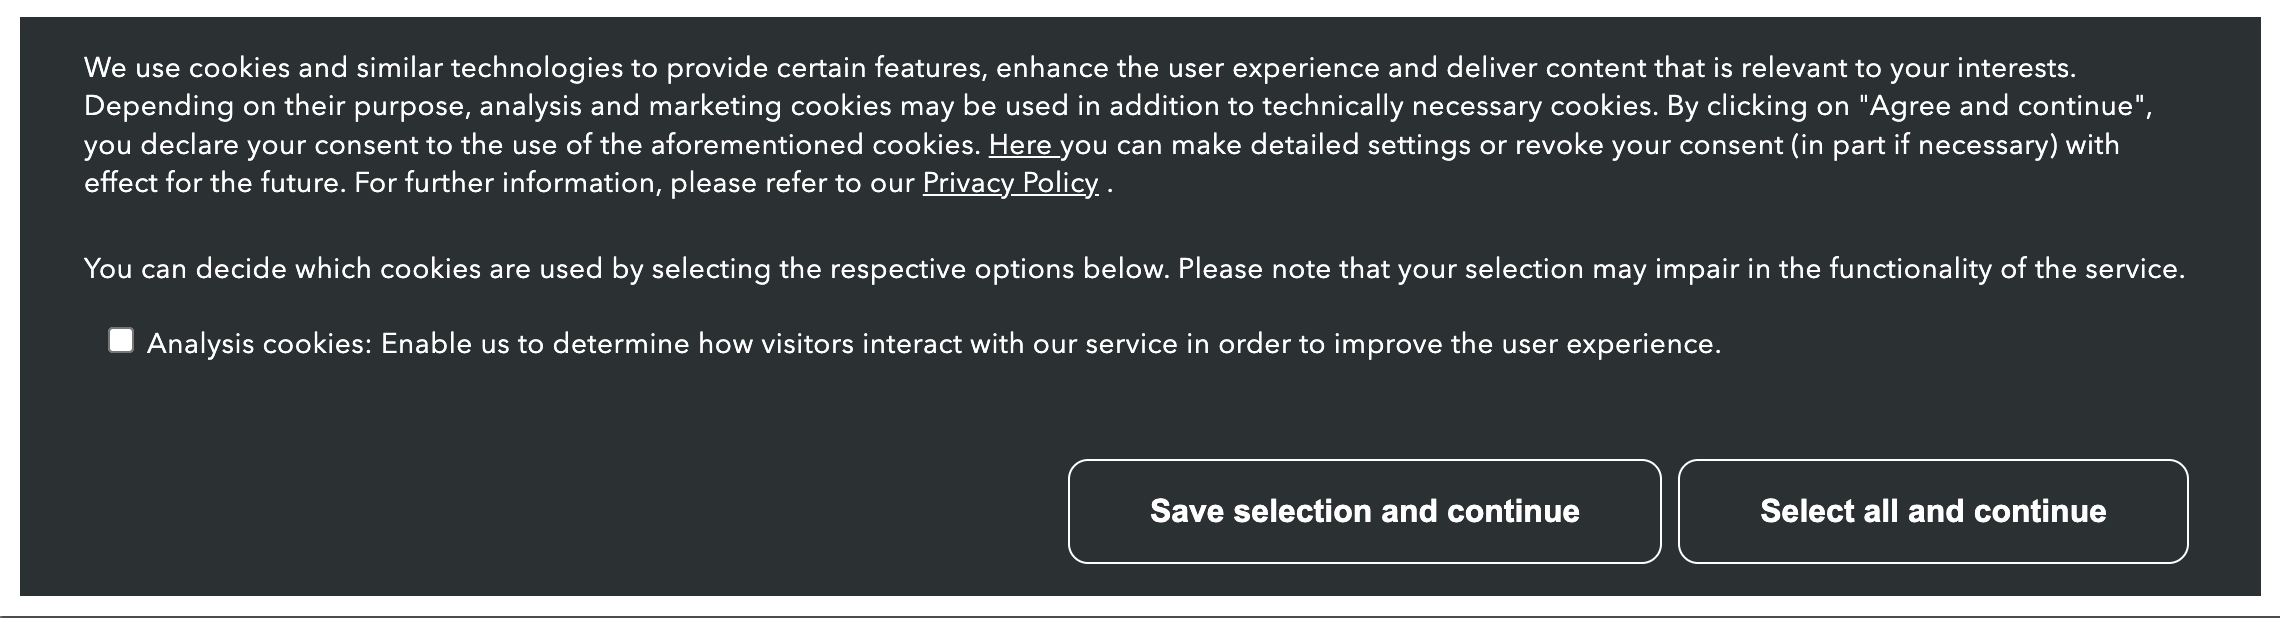 We use cookies and similar technologies to provide certain features, enhance the user experience and deliver content that is relevant to your interests.
Depending on their purpose, analysis and marketing cookies may be used in addition to technically necessary cookies. By clicking on "Agree and continue",
you declare your consent to the use of the aforementioned cookies. Here you can make detailed settings or revoke your consent (in part if necessary) with
effect for the future. For further information, please refer to our Privacy Policy .
You can decide which cookies are used by selecting the respective options below. Please note that your selection may impair in the functionality of the service.
Analysis cookies: Enable us to determine how visitors interact with our service in order to improve the user experience.
Save selection and continue
Select all and continue